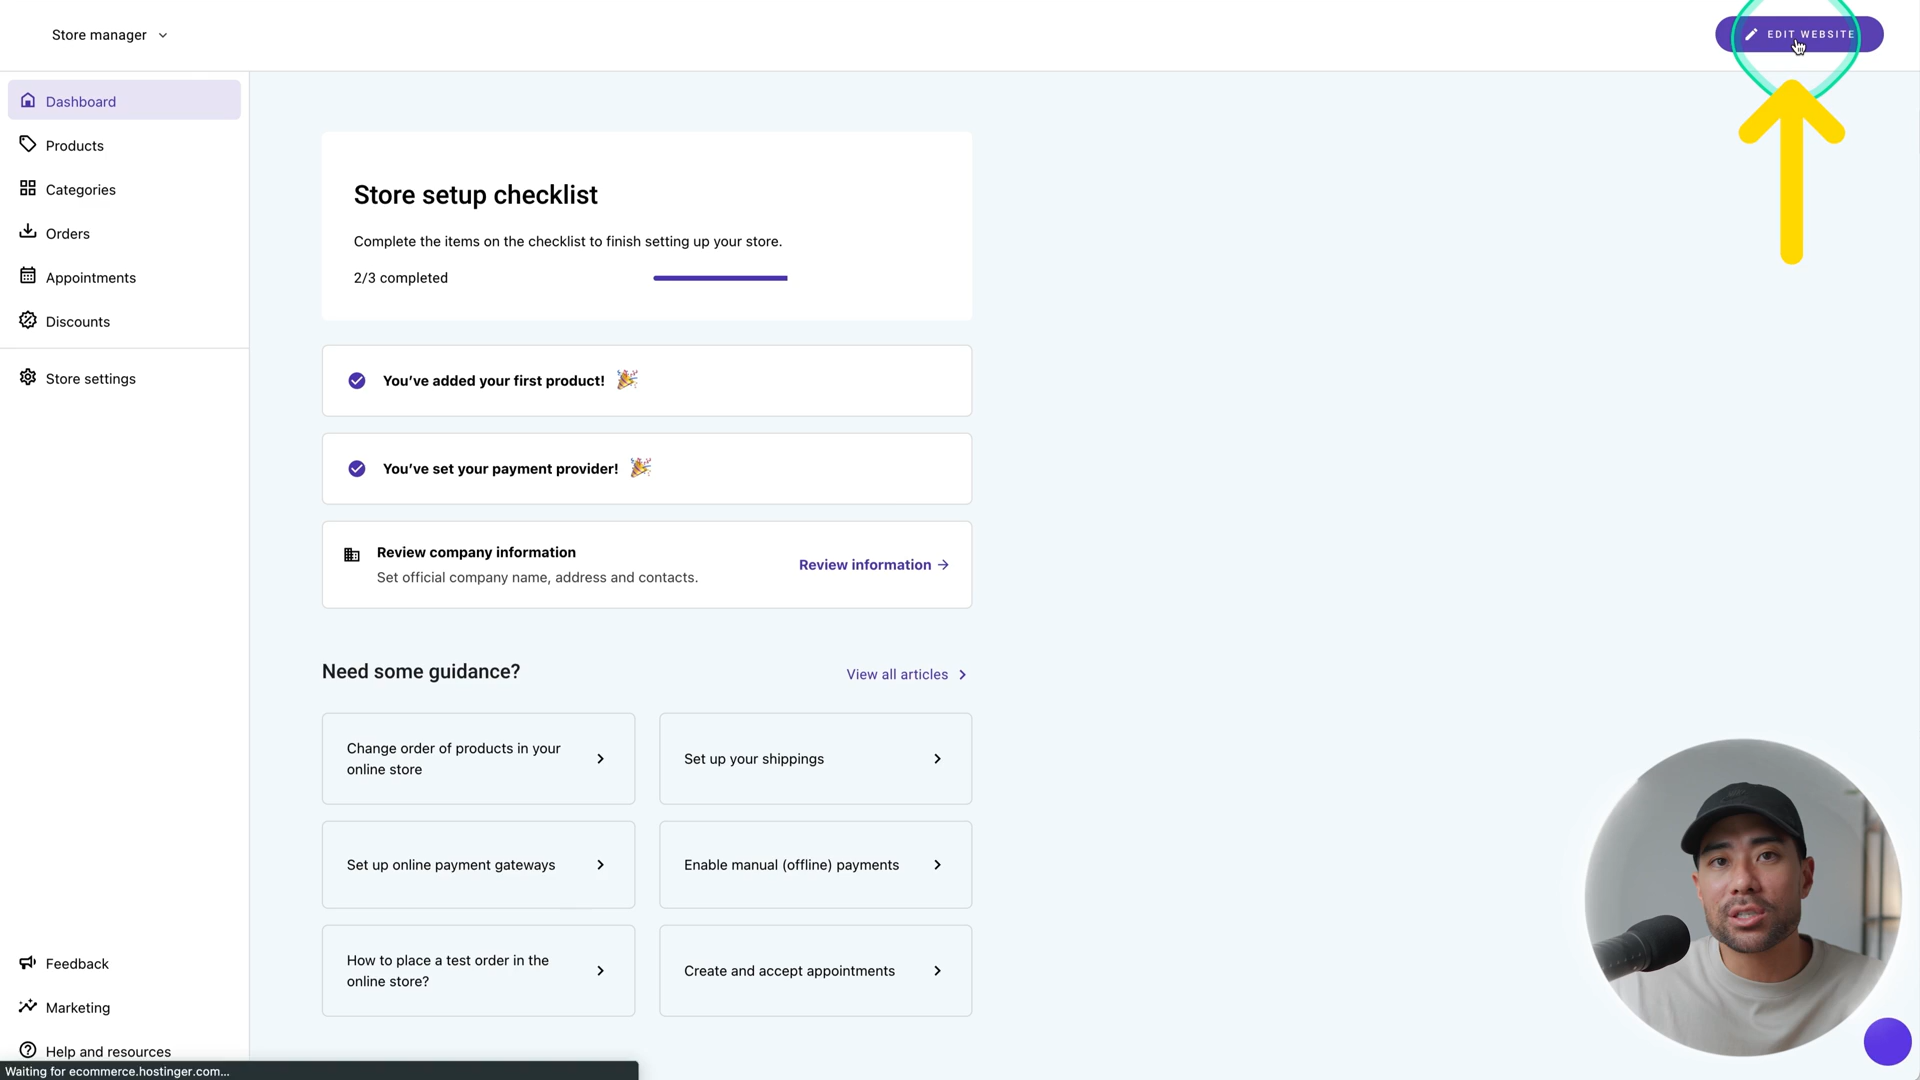 Store manager
EDIT WEBSITE
Dashboard
Products
Categories
Orders
Appointments
Discounts
Store settings
Store setup checklist
Complete the items on the checklist to finish setting up your store.
2/3 completed
You’ve added your first product!
You’ve set your payment provider!
Review company information
Set official company name, address and contacts.
Review information
Need some guidance?
View all articles
Change order of products in your
online store
Set up your shippings
Set up online payment gateways
Enable manual (offline) payments
How to place a test order in the
online store?
Create and accept appointments
Feedback
Marketing
Help and resources
Waiting for ecommerce.hostinger.com...